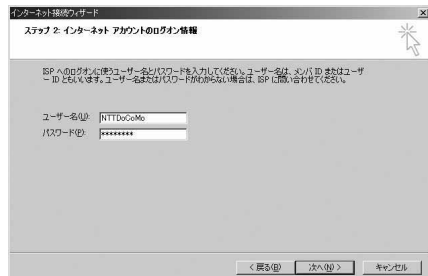 インターネット接続ウィザード
ステップ 2: インターネット アカウントのログオン情報
ISP へのログオンに使うユーザー名とパスワードを入力してください。ユーザー名は、メンバ ID またはユーザ
ー ID ともいいます。ユーザー名またはパスワードがわからない場合は、ISP に問い合わせてください。
ユーザー名(U): NTTDoCoMo
パスワード(P): ********
< 戻る(B) 次へ(N) > キャンセル